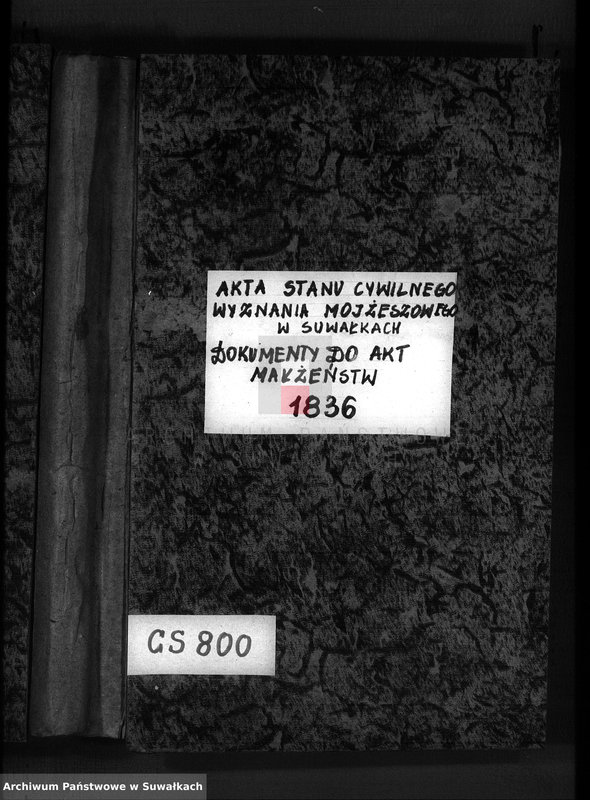 AKTA STANU CYWILNEGO
WYZNANIA MOJŻESZOWEGO
W SUWAŁKACH
DOKUMENTY DO AKT
MAŁŻEŃSTW
1836
GS 800
Archiwum Państwowe w Suwałkach